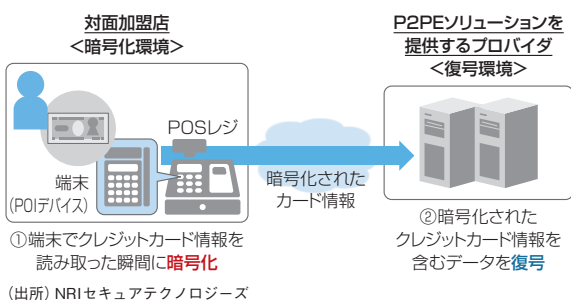 対面加盟店
<暗号化環境>
P2PEソリューションを
提供するプロバイダ
<復号環境>
POSレジ
端末
(POIデバイス)
暗号化された
カード情報
①端末でクレジットカード情報を
読み取った瞬間に暗号化
②暗号化された
クレジットカード情報を
含むデータを復号
(出所)NRIセキュアテクノロジーズ